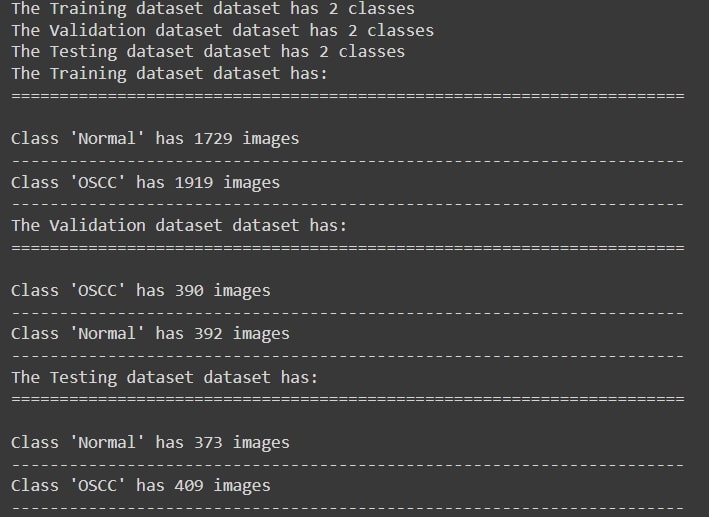 The Training dataset dataset has 2 classes
The Validation dataset dataset has 2 classes
The Testing dataset dataset has 2 classes
The Training dataset dataset has:
======================================================================
Class 'Normal' has 1729 images
----------------------------------------------------------------------
Class 'OSCC' has 1919 images
----------------------------------------------------------------------
The Validation dataset dataset has:
======================================================================
Class 'OSCC' has 390 images
----------------------------------------------------------------------
Class 'Normal' has 392 images
----------------------------------------------------------------------
The Testing dataset dataset has:
======================================================================
Class 'Normal' has 373 images
----------------------------------------------------------------------
Class 'OSCC' has 409 images
----------------------------------------------------------------------